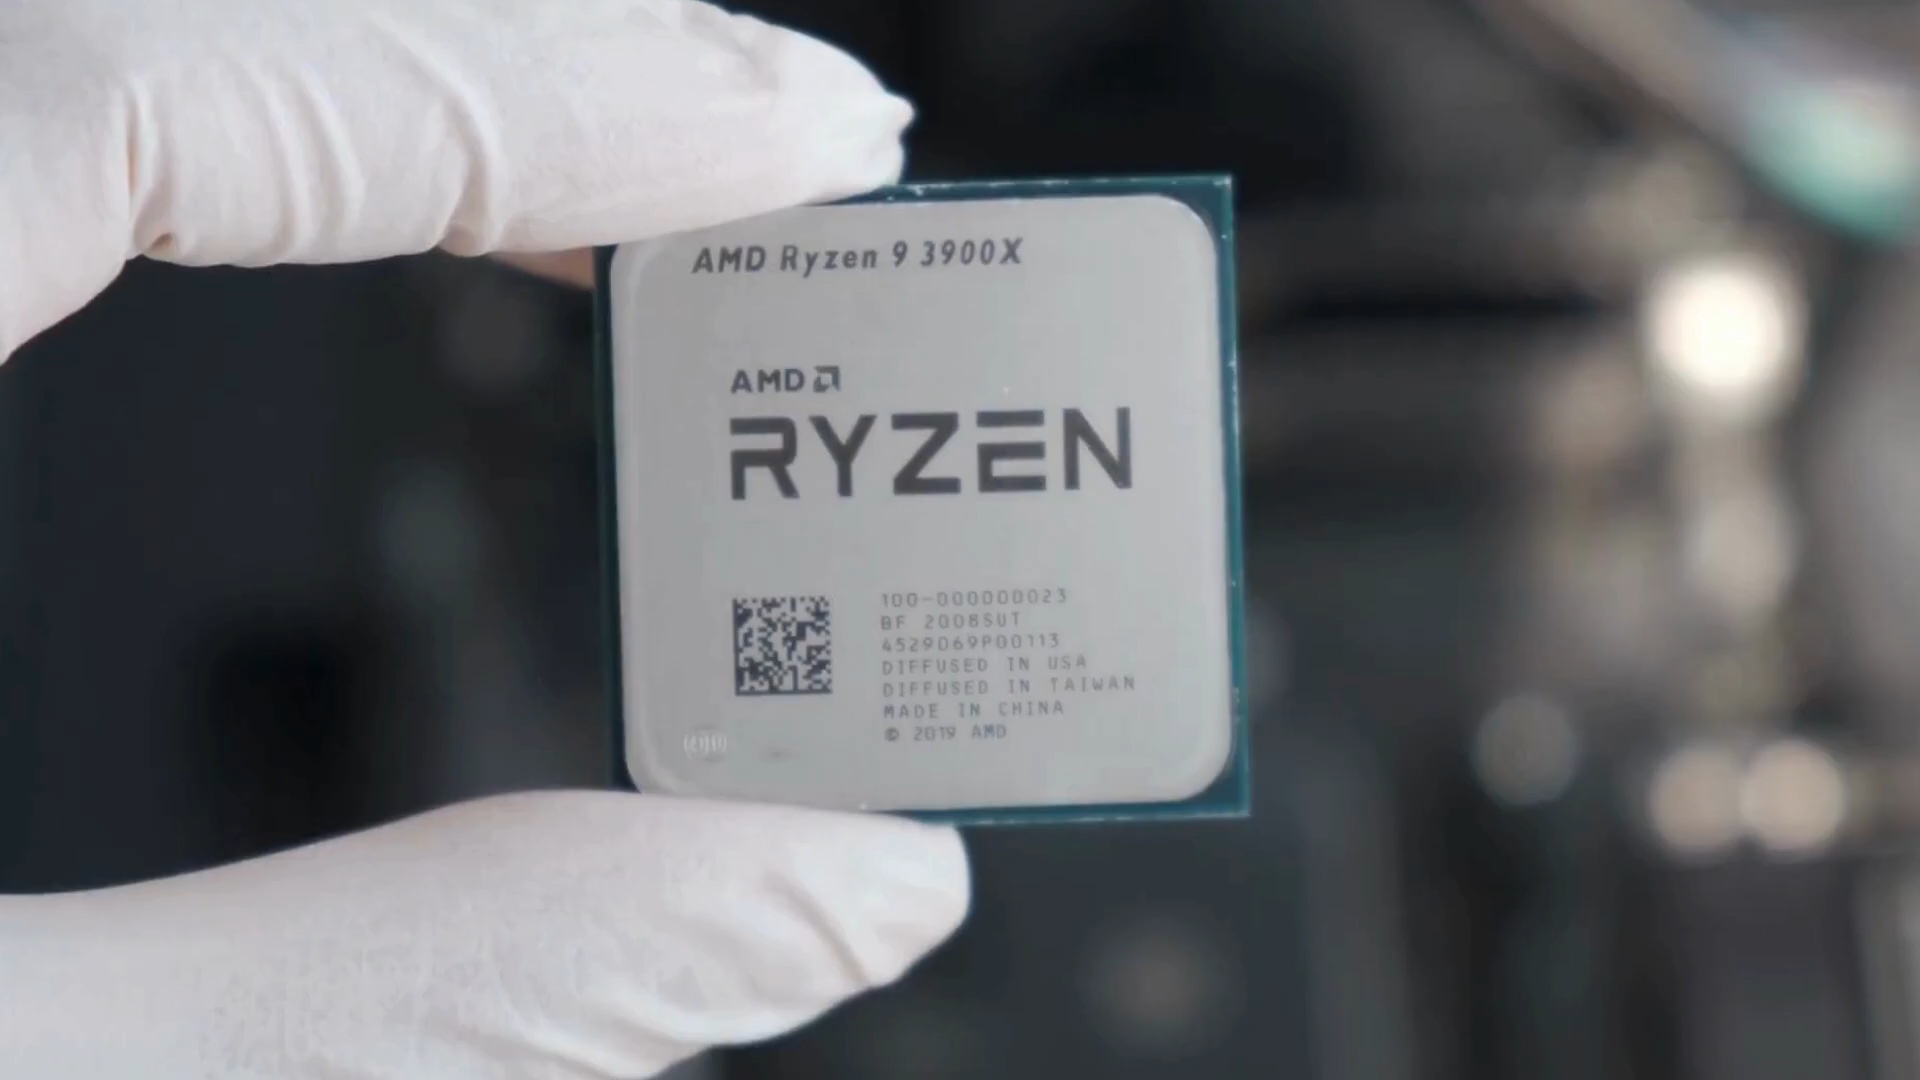 AMD Ryzen 9 3900X
AMD
RYZEN
100-000000023
BF 2008SUT
4529069P00113
DIFFUSED IN USA
DIFFUSED IN TAIWAN
MADE IN CHINA
© 2019 AMD